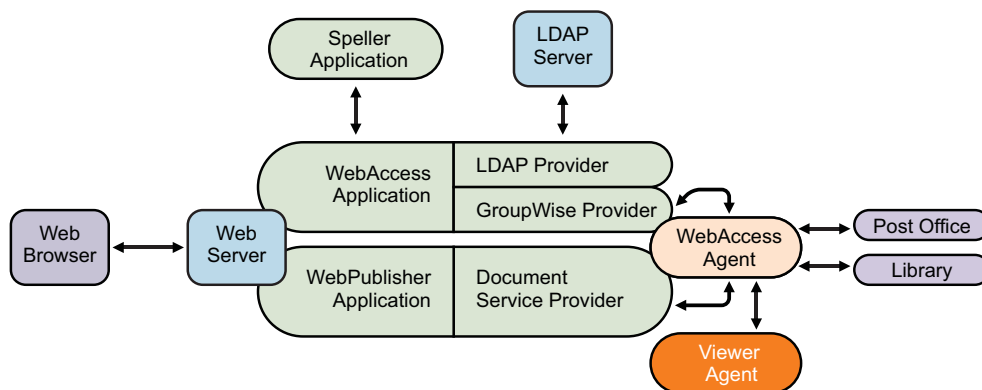 Speller
Application
LDAP
Server
WebAccess
Application
LDAP Provider
GroupWise Provider
Web
Browser
Web
Server
WebAccess
Agent
Post Office
Library
WebPublisher
Application
Document
Service Provider
Viewer
Agent